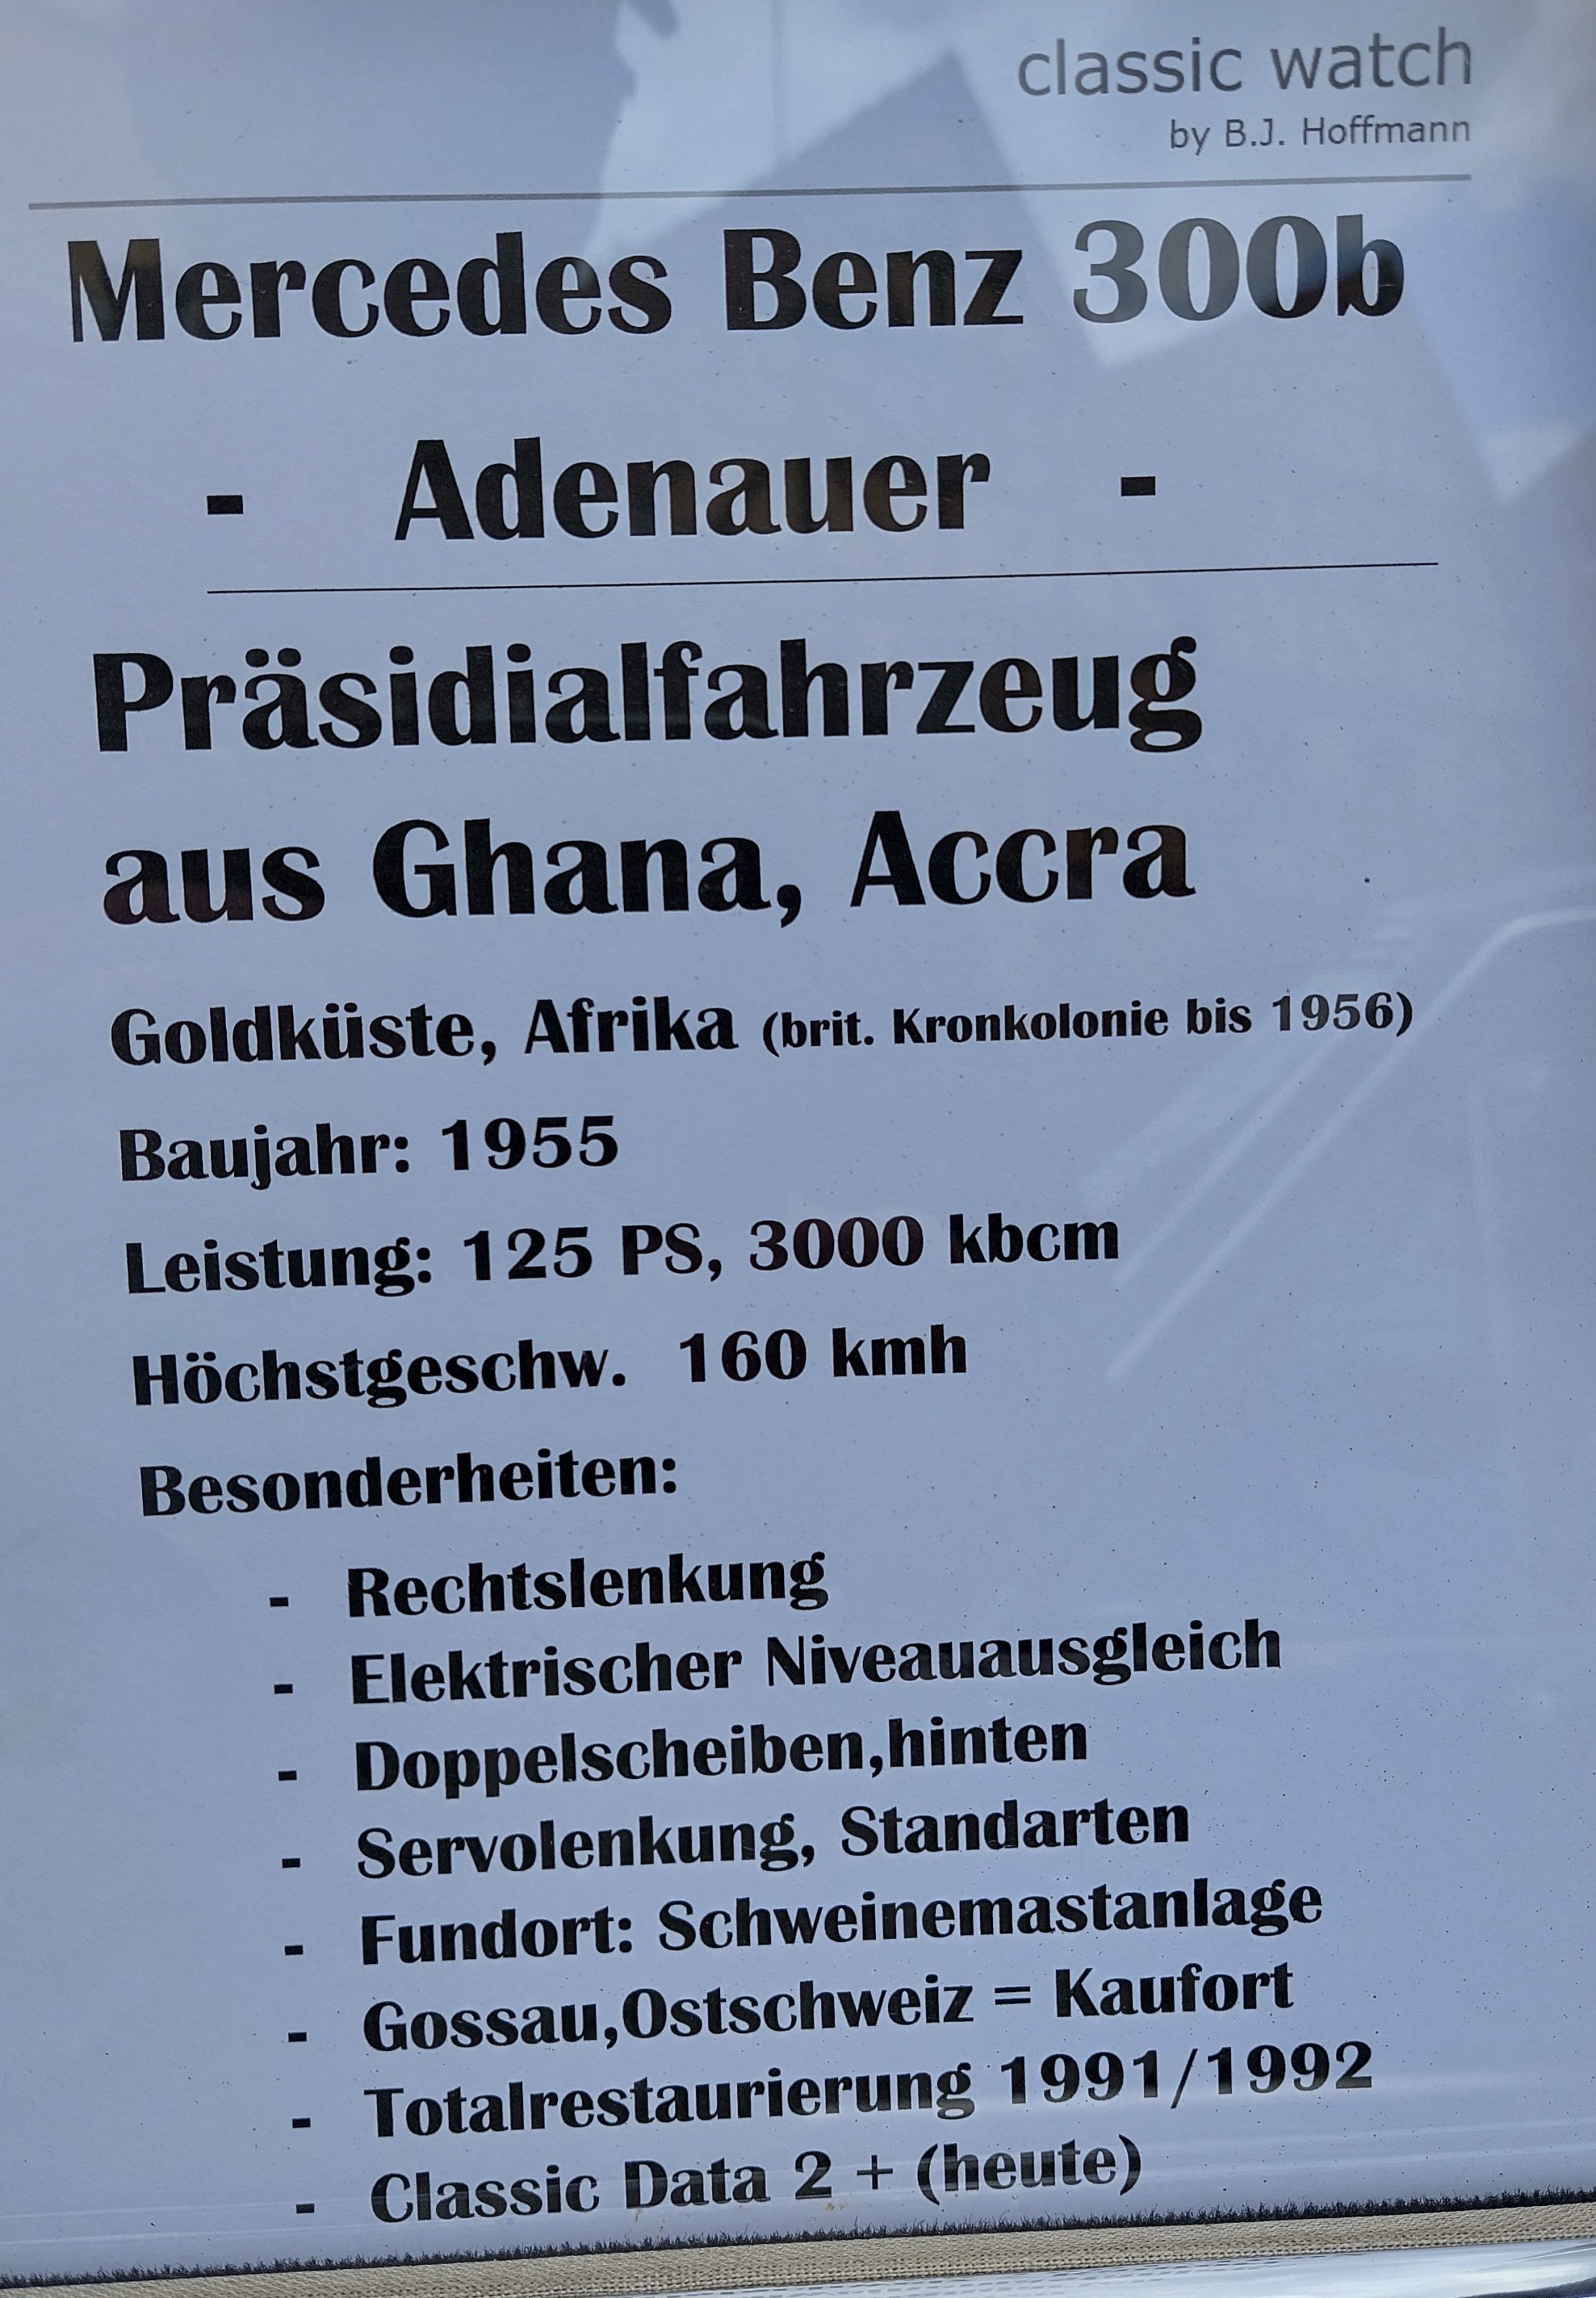 classic watch
by B.J. Hoffmann
Mercedes Benz 300b
- Adenauer -
Präsidialfahrzeug
aus Ghana, Accra
Goldküste, Afrika (brit. Kronkolonie bis 1956)
Baujahr: 1955
Leistung: 125 PS, 3000 kbcm
Höchstgeschw. 160 kmh
Besonderheiten:
- Rechtslenkung
- Elektrischer Niveauausgleich
- Doppelscheiben,hinten
- Servolenkung, Standarten
- Fundort: Schweinemastanlage
- Gossau,Ostschweiz = Kaufort
- Totalrestaurierung 1991/1992
- Classic Data 2 + (heute)